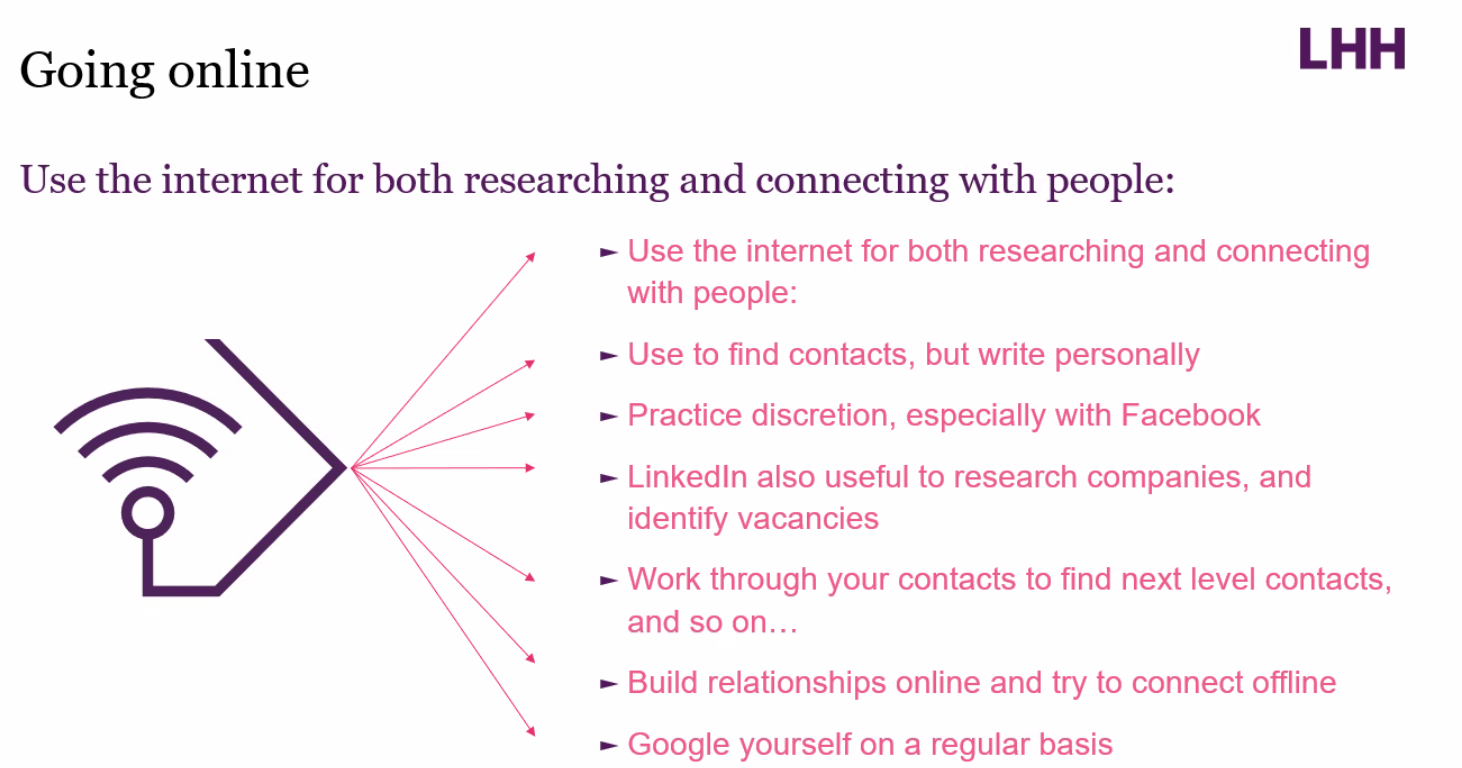 Going online
LHH
Use the internet for both researching and connecting with people:
► Use the internet for both researching and connecting
with people:
► Use to find contacts, but write personally
► Practice discretion, especially with Facebook
► LinkedIn also useful to research companies, and
identify vacancies
► Work through your contacts to find next level contacts,
and so on…
► Build relationships online and try to connect offline
► Google yourself on a regular basis